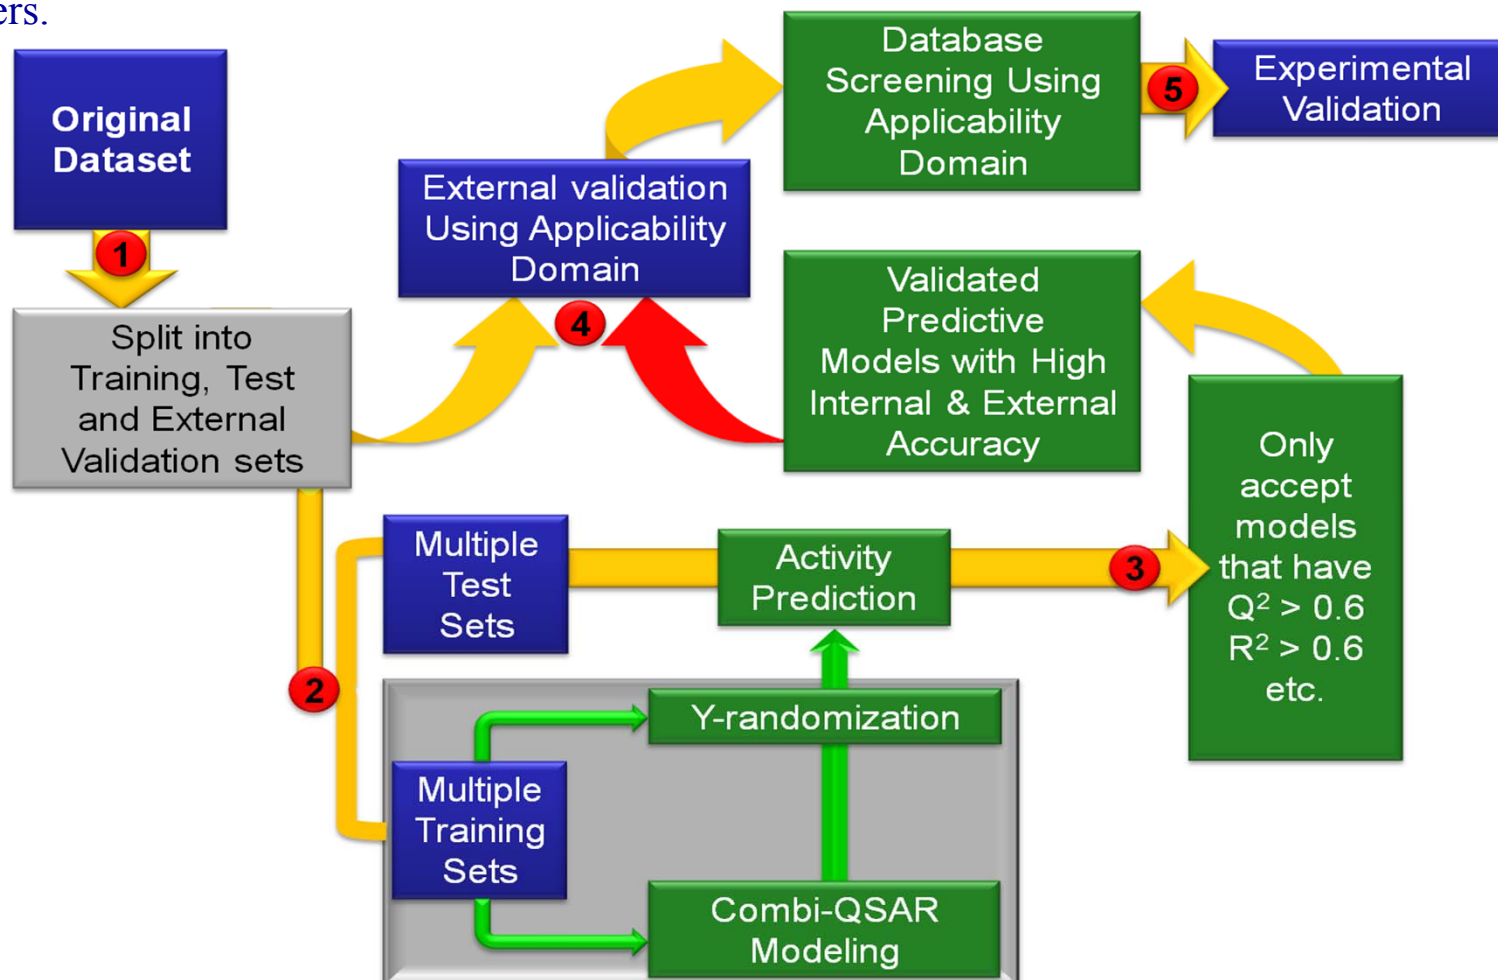 ers.
Original
Dataset
1
Split into
Training, Test
and External
Validation sets
2
Multiple
Test
Sets
Multiple
Training
Sets
Y-randomization
Combi-QSAR
Modeling
Activity
Prediction
3
Only
accept
models
that have
Q² > 0.6
R² > 0.6
etc.
Validated
Predictive
Models with High
Internal & External
Accuracy
4
External validation
Using Applicability
Domain
Database
Screening Using
Applicability
Domain
5
Experimental
Validation